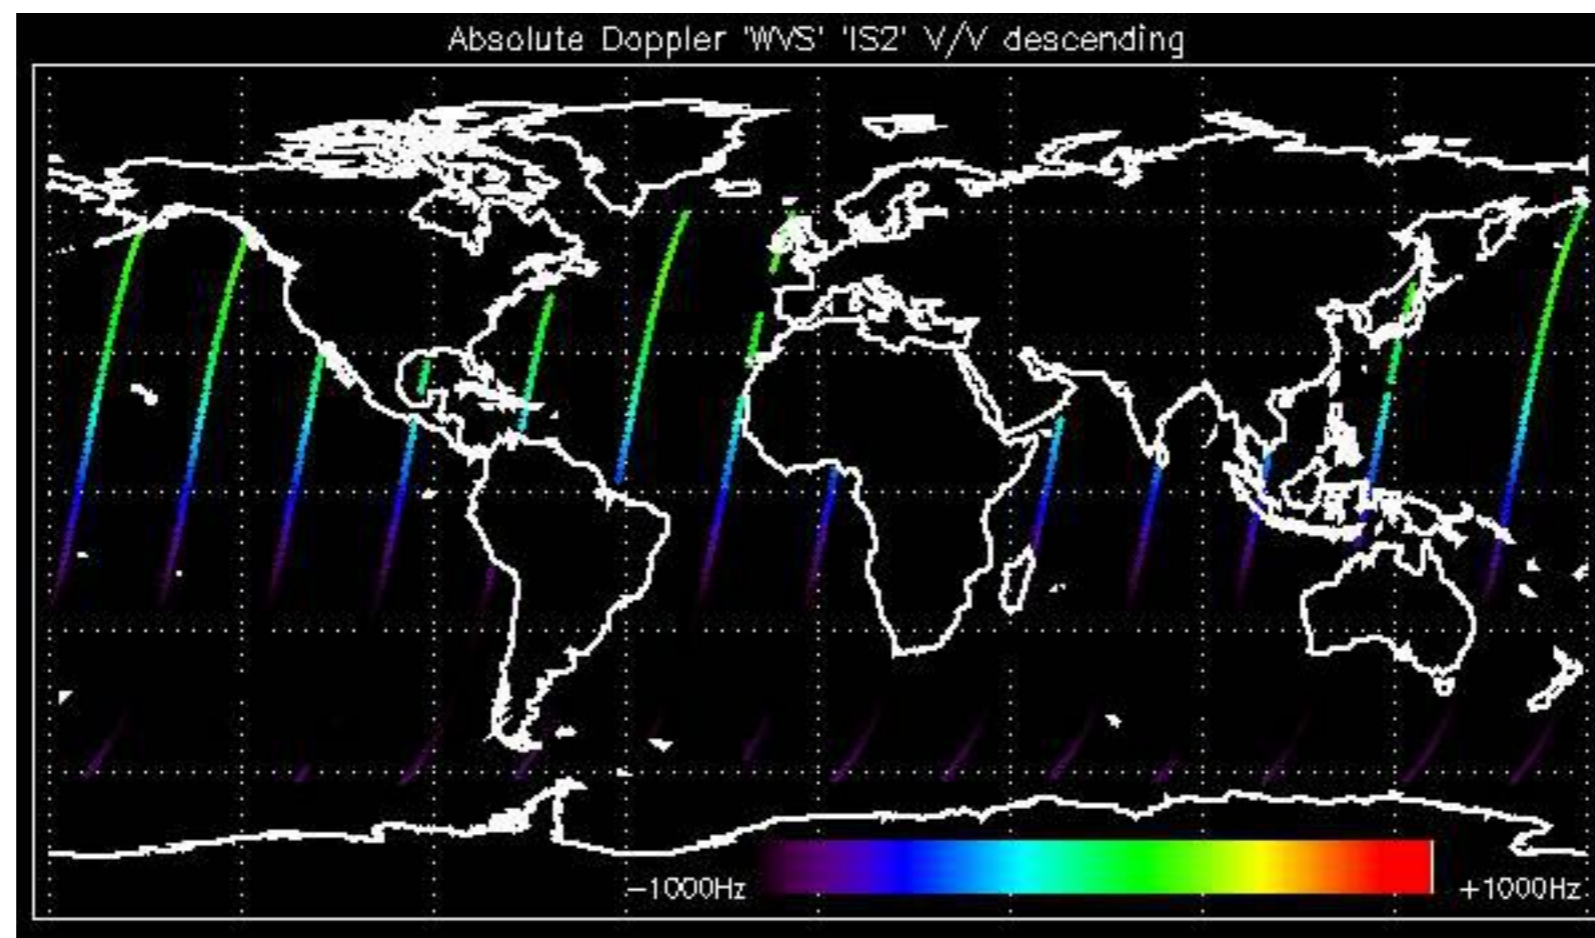 Absolute Doppler 'WVS' 'IS2' V/V descending
−1000Hz
+1000Hz